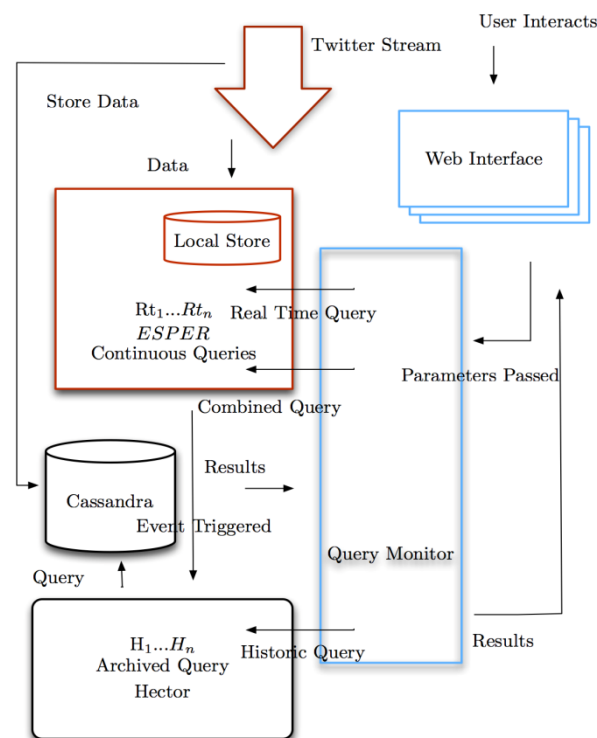 User Interacts
Twitter Stream
Store Data
Web Interface
Data
Local Store
Rt₁...Rtₙ
Real Time Query
ESPER
Continuous Queries
Parameters Passed
Combined Query
Results
Cassandra
Event Triggered
Query Monitor
Query
H₁...Hₙ
Historic Query
Results
Archived Query
Hector